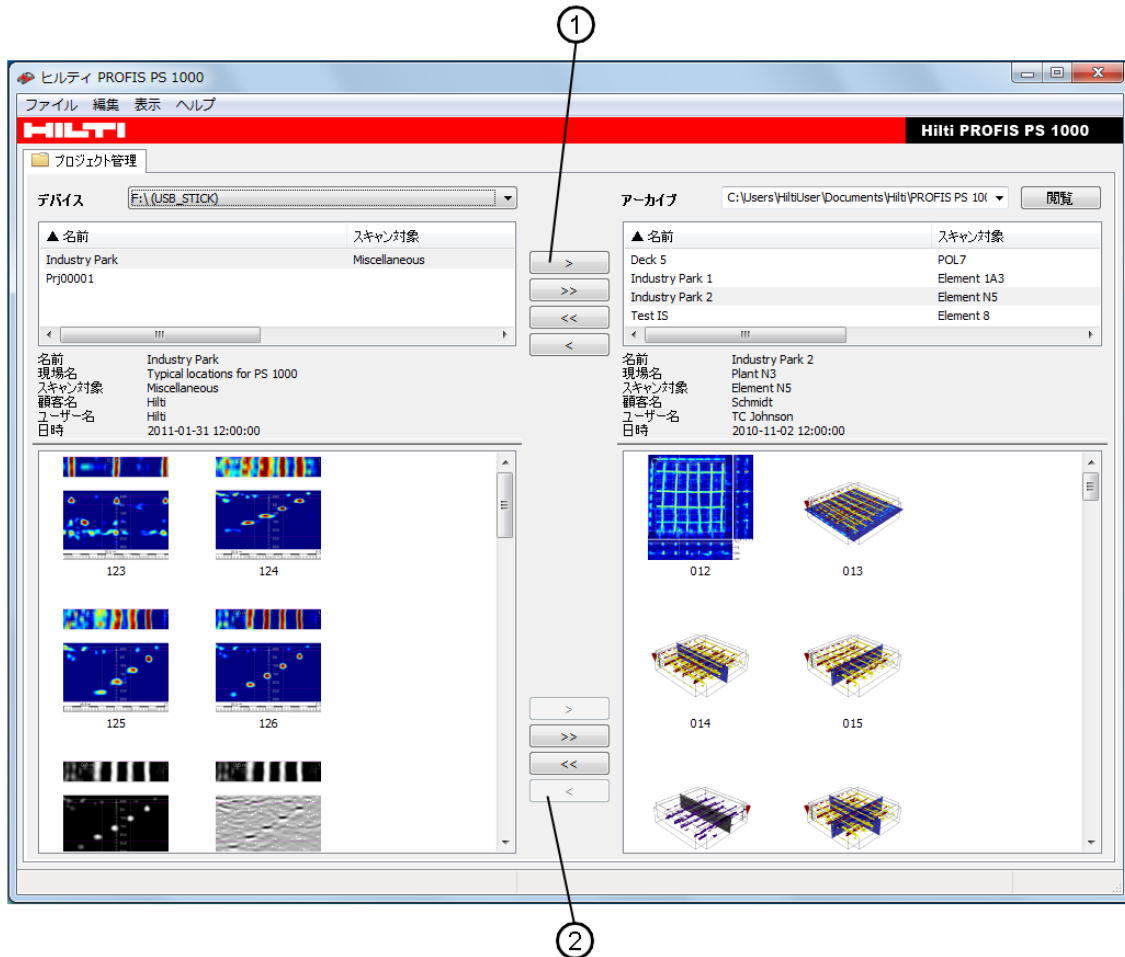 1
ヒルティ PROFIS PS 1000
ファイル 編集 表示 ヘルプ
HILTI Hilti PROFIS PS 1000
プロジェクト管理
デバイス F:\ (USB_STICK)
アーカイブ C:\Users\HiltiUser\Documents\Hilti\PROFIS PS 10( 閲覧
▲ 名前 スキャン対象
Industry Park Miscellaneous
Prj00001
>
>>
<<
<
▲ 名前 スキャン対象
Deck 5 POL7
Industry Park 1 Element 1A3
Industry Park 2 Element N5
Test IS Element 8
名前 Industry Park
現場名 Typical locations for PS 1000
スキャン対象 Miscellaneous
顧客名 Hilti
ユーザー名 Hilti
日時 2011-01-31 12:00:00
名前 Industry Park 2
現場名 Plant N3
スキャン対象 Element N5
顧客名 Schmidt
ユーザー名 TC Johnson
日時 2010-11-02 12:00:00
123 124
125 126
>
>>
<<
<
012 013
014 015
2